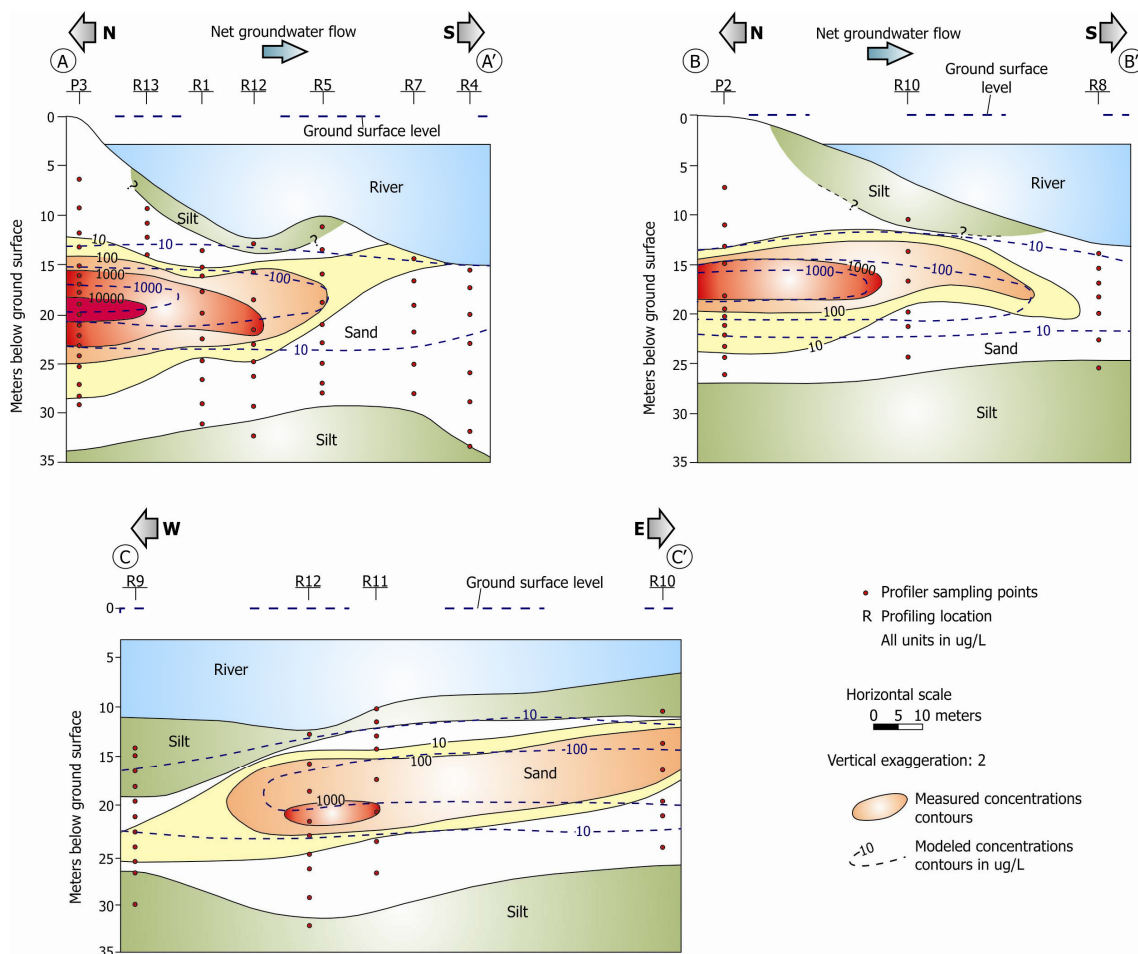 N
Net groundwater flow
S
A
A′
P3
R13
R1
R12
R5
R7
R4
Ground surface level
0
5
10
15
20
25
30
35
Meters below ground surface
River
?
Silt
?
10
10
100
1000
1000
100
10000
Sand
10
Silt
N
Net groundwater flow
S
B
B′
Ground surface
level
P2
R10
R8
0
5
10
15
20
25
30
35
Meters below ground surface
Silt
River
?
?
10
1000
1000
100
100
10
10
Sand
Silt
W
E
C
C′
R9
R12
R11
Ground surface level
R10
0
5
10
15
20
25
30
35
Meters below ground surface
River
Silt
10
10
100
100
Sand
1000
10
Silt
Profiler sampling points
R Profiling location
All units in ug/L
Horizontal scale
0 5 10 meters
Vertical exaggeration: 2
Measured concentrations
contours
–10
Modeled concentrations
contours in ug/L